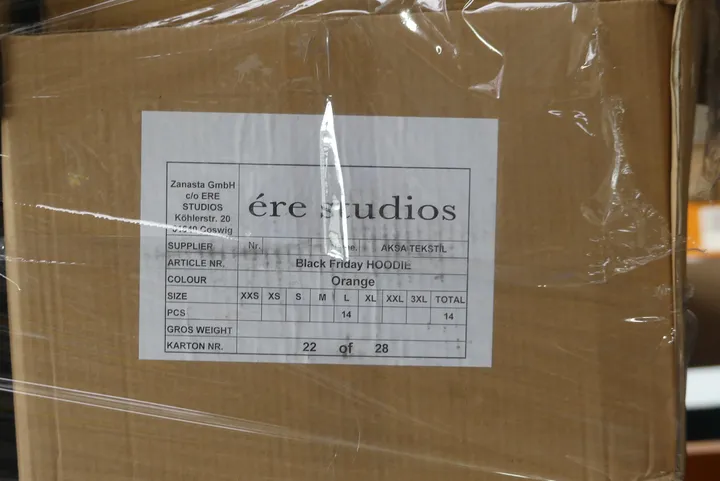 Zanasta GmbH
c/o ERE
STUDIOS
Köhlerstr. 20
Coswig
ére studios
SUPPLIER Nr. AKSA TEKSTİL
ARTICLE NR. Black Friday HOODIE
COLOUR Orange
SIZE XXS XS S M L XL XXL 3XL TOTAL
PCS 14 14
GROS WEIGHT
KARTON NR. 22 of 28